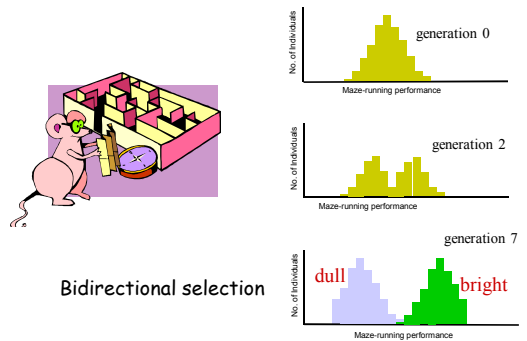 generation 0
No. of Individuals
Maze-running performance
generation 2
No. of Individuals
Maze-running performance
generation 7
dull
bright
No. of Individuals
Maze-running performance
Bidirectional selection